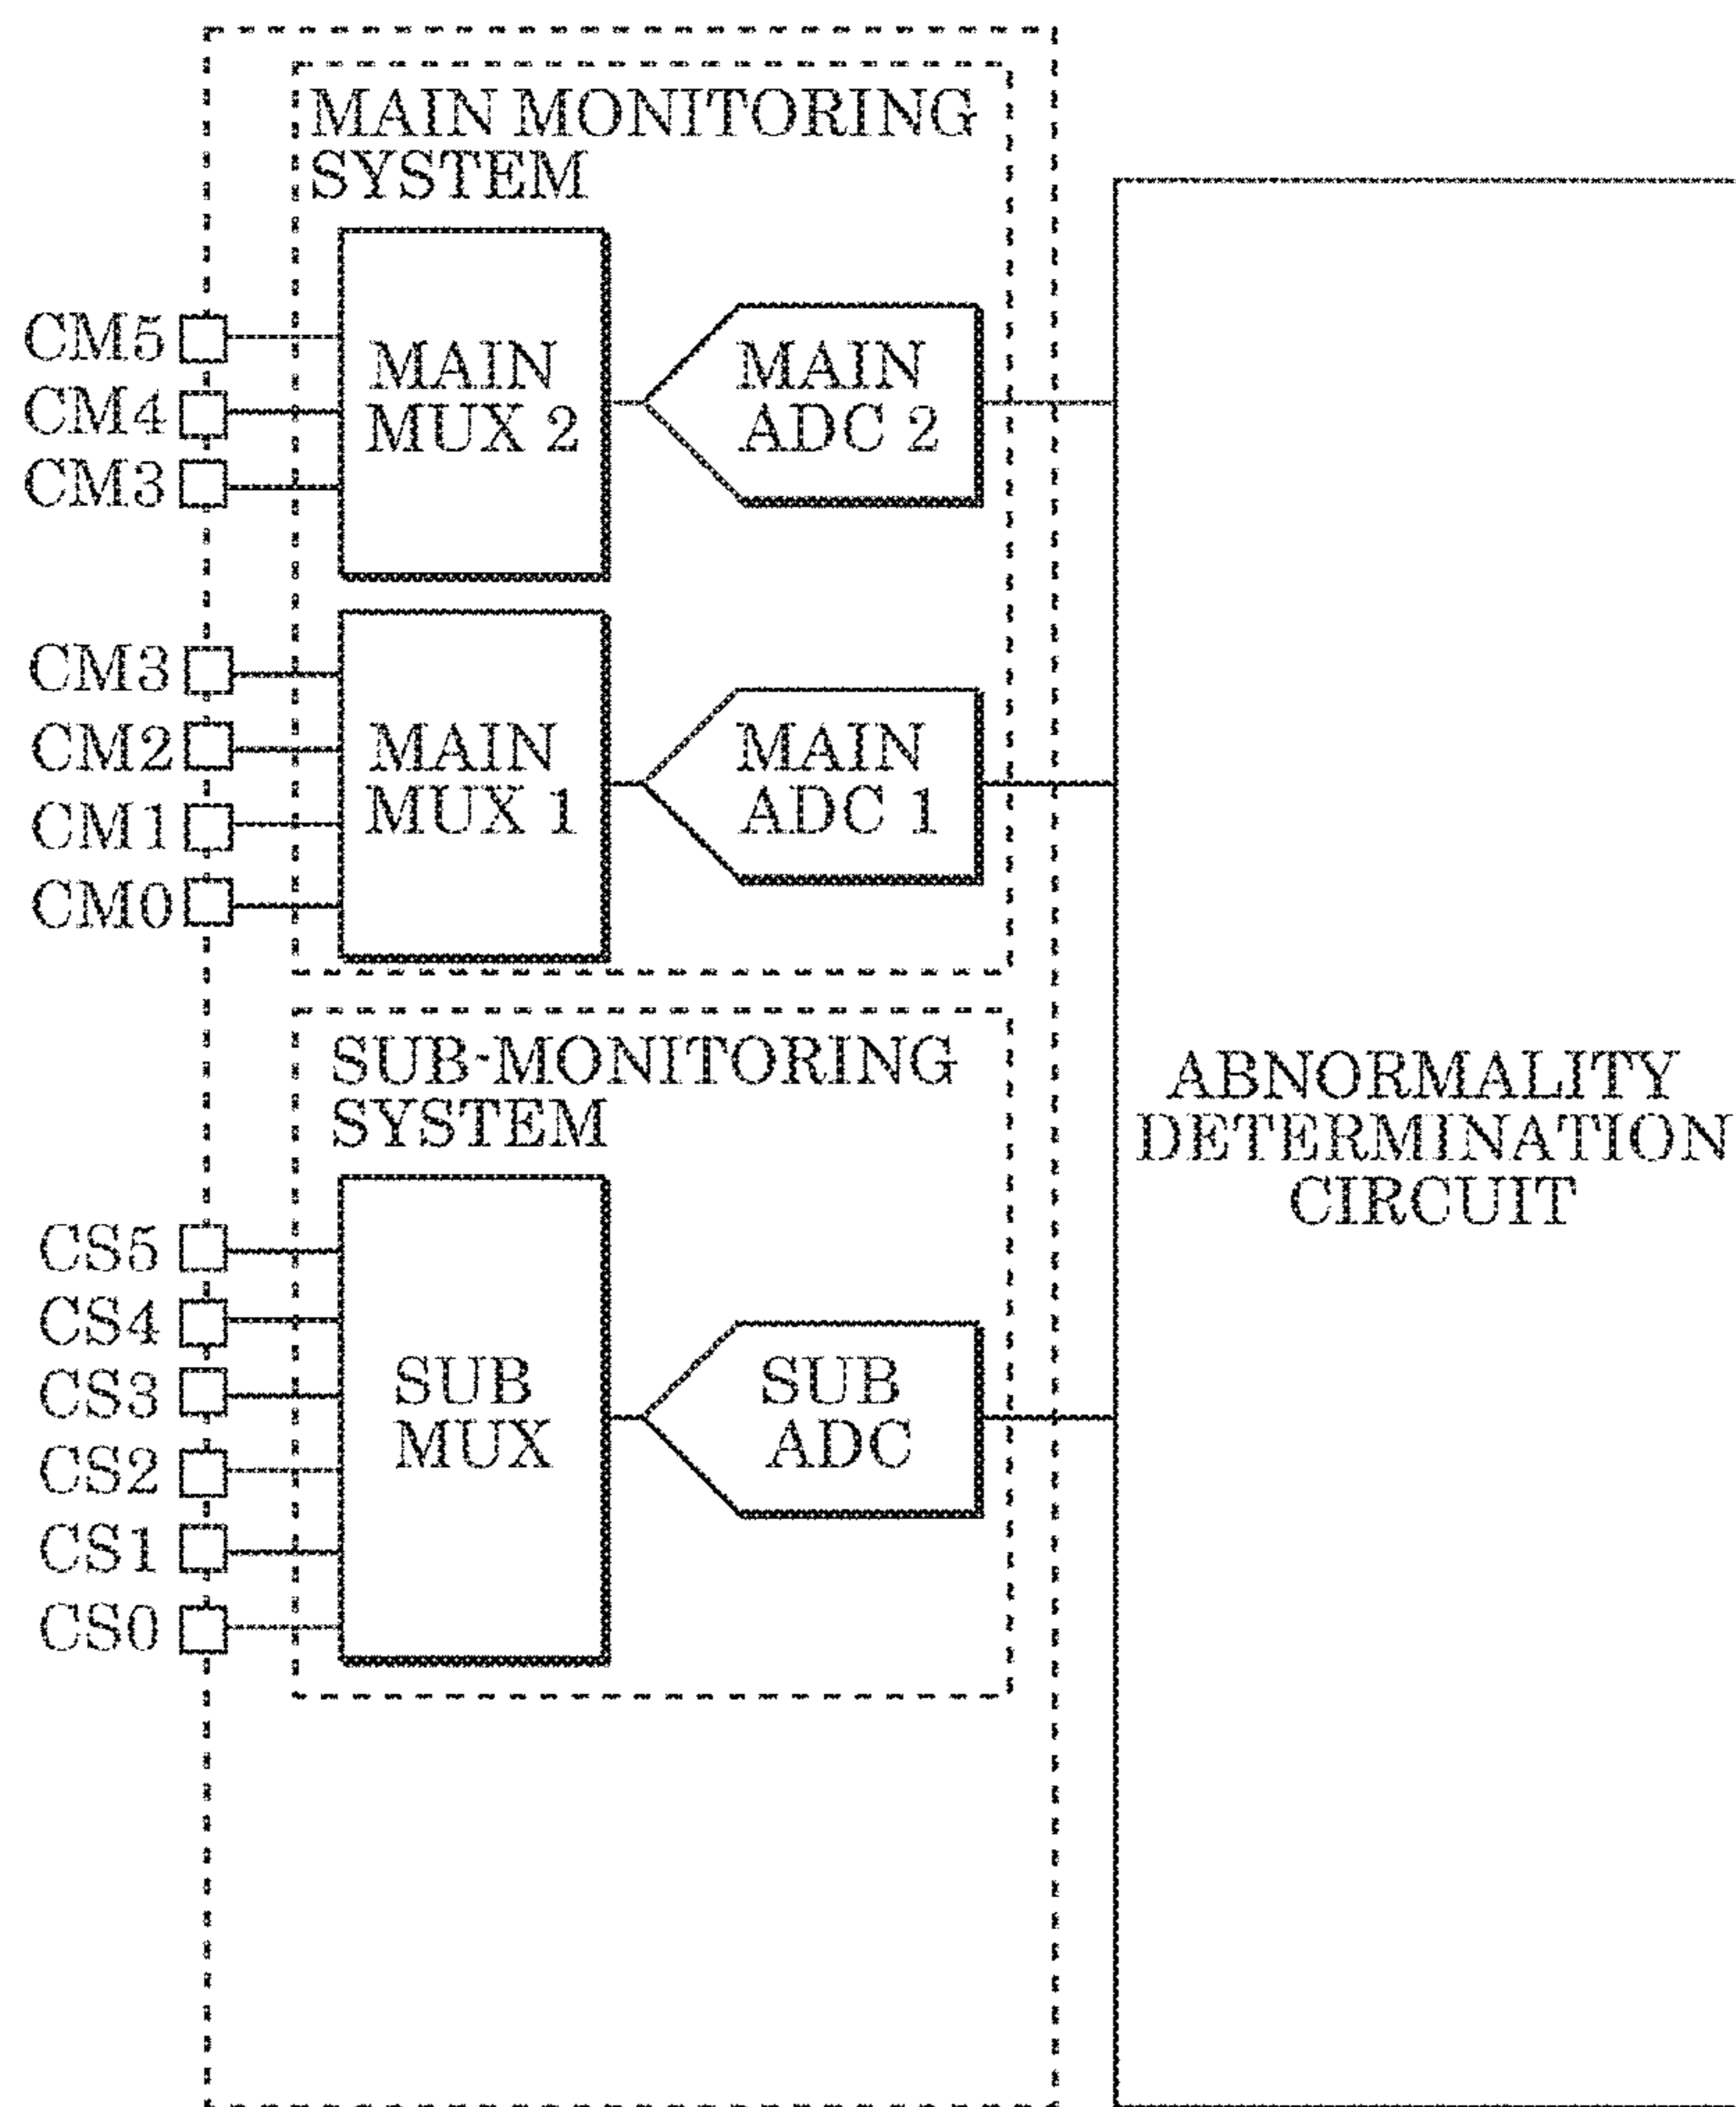 MAIN MONITORING
SYSTEM
CM5
CM4
CM3
MAIN
MUX 2
MAIN
ADC 2
CM3
CM2
CM1
CM0
MAIN
MUX 1
MAIN
ADC 1
SUB-MONITORING
SYSTEM
CS5
CS4
CS3
CS2
CS1
CS0
SUB
MUX
SUB
ADC
ABNORMALITY
DETERMINATION
CIRCUIT